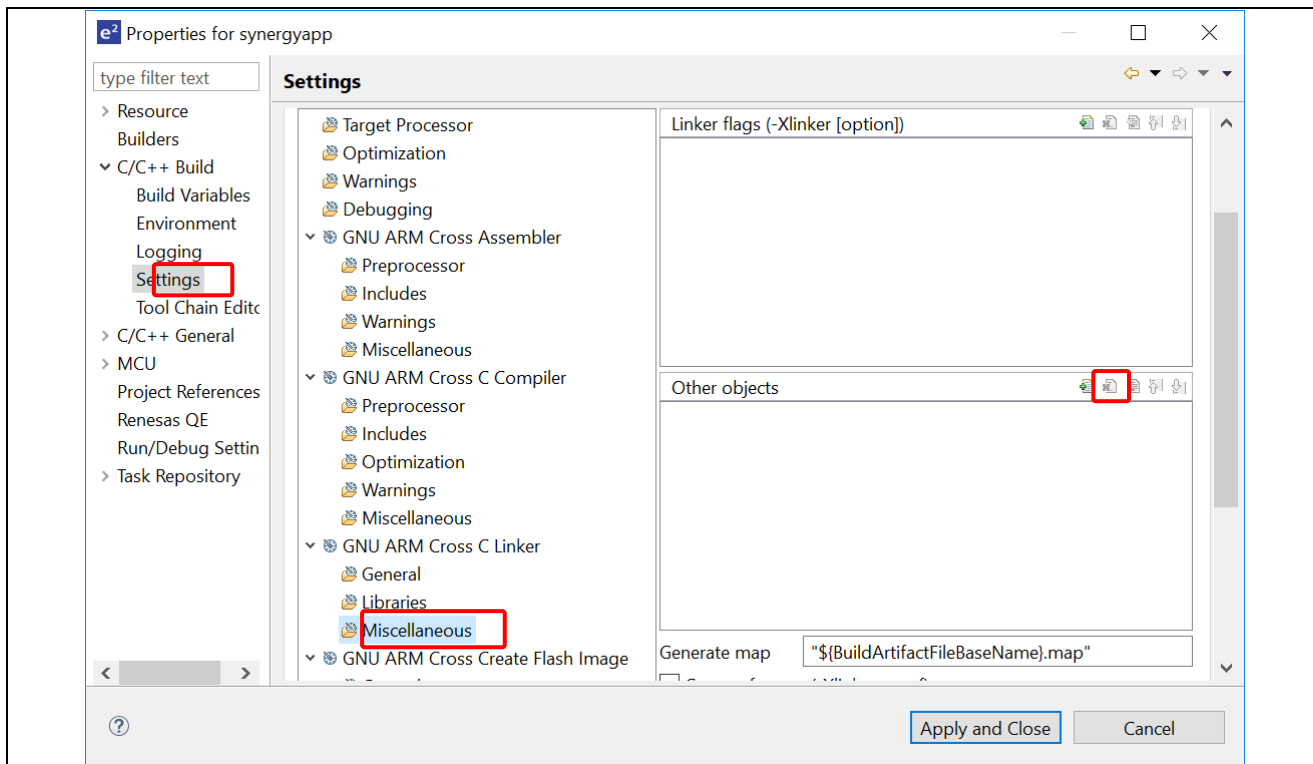 e² Properties for synergyapp
type filter text
Settings
Resource
Builders
C/C++ Build
Build Variables
Environment
Logging
Settings
Tool Chain Edito
C/C++ General
MCU
Project References
Renesas QE
Run/Debug Settin
Task Repository
Target Processor
Optimization
Warnings
Debugging
GNU ARM Cross Assembler
Preprocessor
Includes
Warnings
Miscellaneous
GNU ARM Cross C Compiler
Preprocessor
Includes
Optimization
Warnings
Miscellaneous
GNU ARM Cross C Linker
General
Libraries
Miscellaneous
GNU ARM Cross Create Flash Image
Linker flags (-Xlinker [option])
Other objects
Generate map "${BuildArtifactFileBaseName}.map"
Apply and Close
Cancel